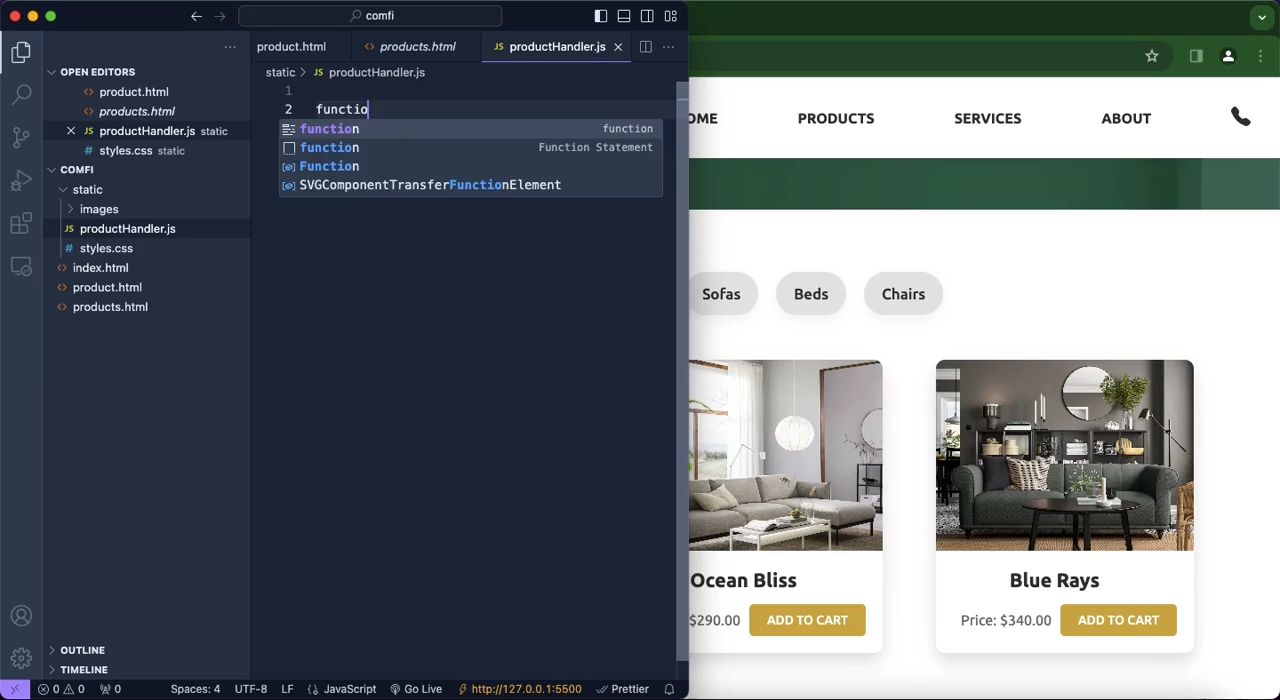 comfi
OPEN EDITORS
product.html
products.html
productHandler.js static
styles.css static
COMFI
static
images
JS productHandler.js
# styles.css
index.html
product.html
products.html
OUTLINE
TIMELINE
product.html
products.html
JS productHandler.js
static > JS productHandler.js
1
2 functio
function function
function Function Statement
Function
SVGComponentTransferFunctionElement
0 0 0 Spaces: 4 UTF-8 LF JavaScript Go Live http://127.0.0.1:5500 Prettier
OME PRODUCTS SERVICES ABOUT
Sofas Beds Chairs
Ocean Bliss
$290.00 ADD TO CART
Blue Rays
Price: $340.00 ADD TO CART